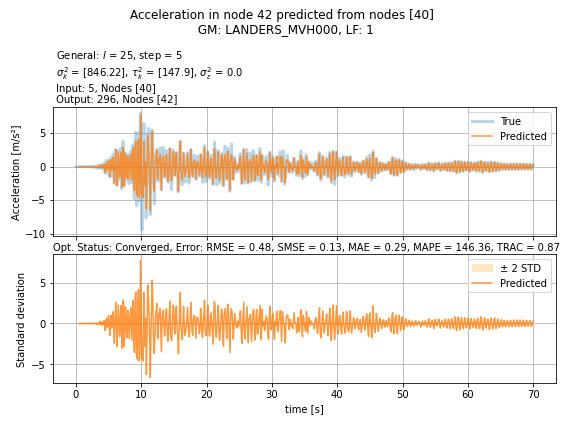 Acceleration in node 42 predicted from nodes [40]
GM: LANDERS_MVH000, LF: 1
General: l = 25, step = 5
σ²ₖ = [846.22], τ²ₖ = [147.9], σ²ε = 0.0
Input: 5, Nodes [40]
Output: 296, Nodes [42]
Acceleration [m/s²]
5
0
−5
−10
True
Predicted
Opt. Status: Converged, Error: RMSE = 0.48, SMSE = 0.13, MAE = 0.29, MAPE = 146.36, TRAC = 0.87
Standard deviation
5
0
−5
± 2 STD
Predicted
0 10 20 30 40 50 60 70
time [s]